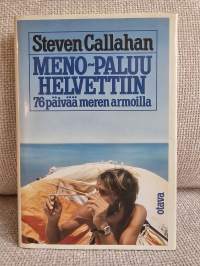 Steven Callahan
MENO-PALUU
HELVETTIIN
76 päivää meren armoilla
otava